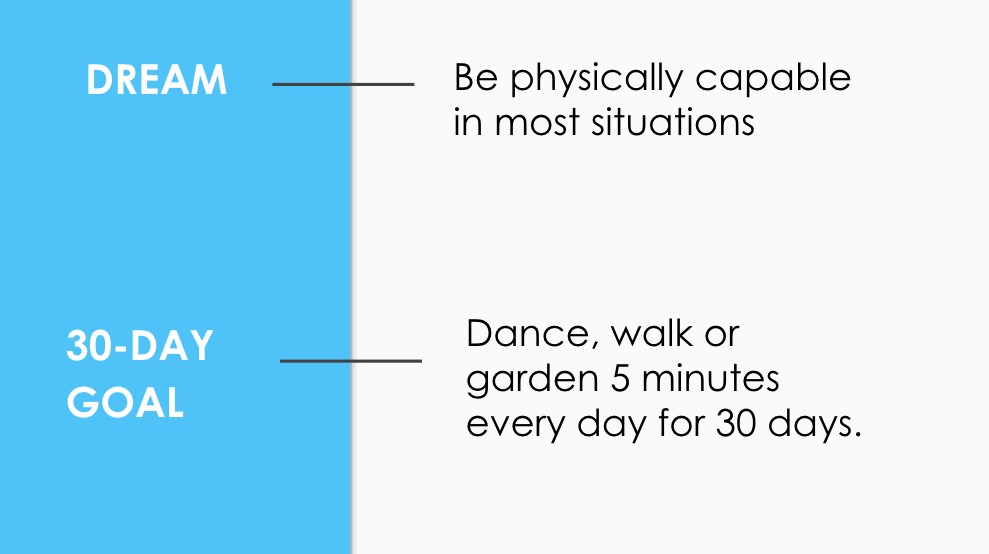 DREAM
Be physically capable
in most situations
30-DAY
GOAL
Dance, walk or
garden 5 minutes
every day for 30 days.